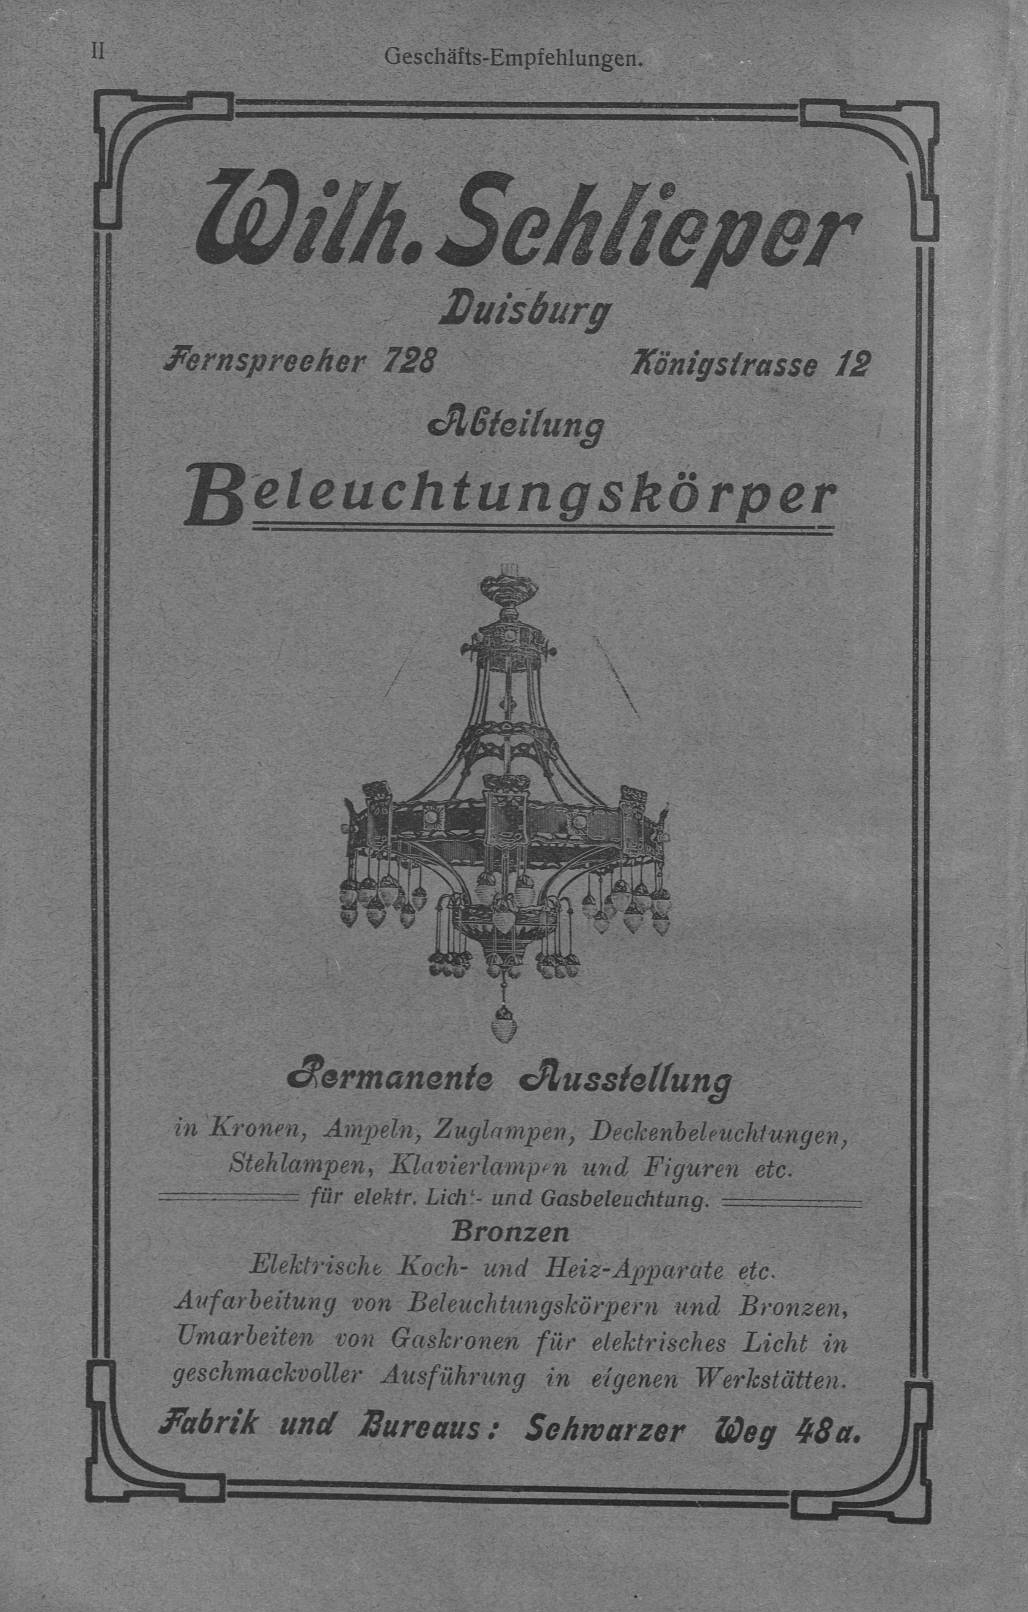 II
Geschäfts-Empfehlungen.
Wilh. Schlieper
Duisburg
Fernsprecher 728 Königstrasse 12
Abteilung
Beleuchtungskörper
Permanente Ausstellung
in Kronen, Ampeln, Zuglampen, Deckenbeleuchtungen,
Stehlampen, Klavierlampen und Figuren etc.
für elektr. Licht- und Gasbeleuchtung.
Bronzen
Elektrische Koch- und Heiz-Apparate etc.
Aufarbeitung von Beleuchtungskörpern und Bronzen,
Umarbeiten von Gaskronen für elektrisches Licht in
geschmackvoller Ausführung in eigenen Werkstätten.
Fabrik und Bureaus: Schwarzer Weg 48a.